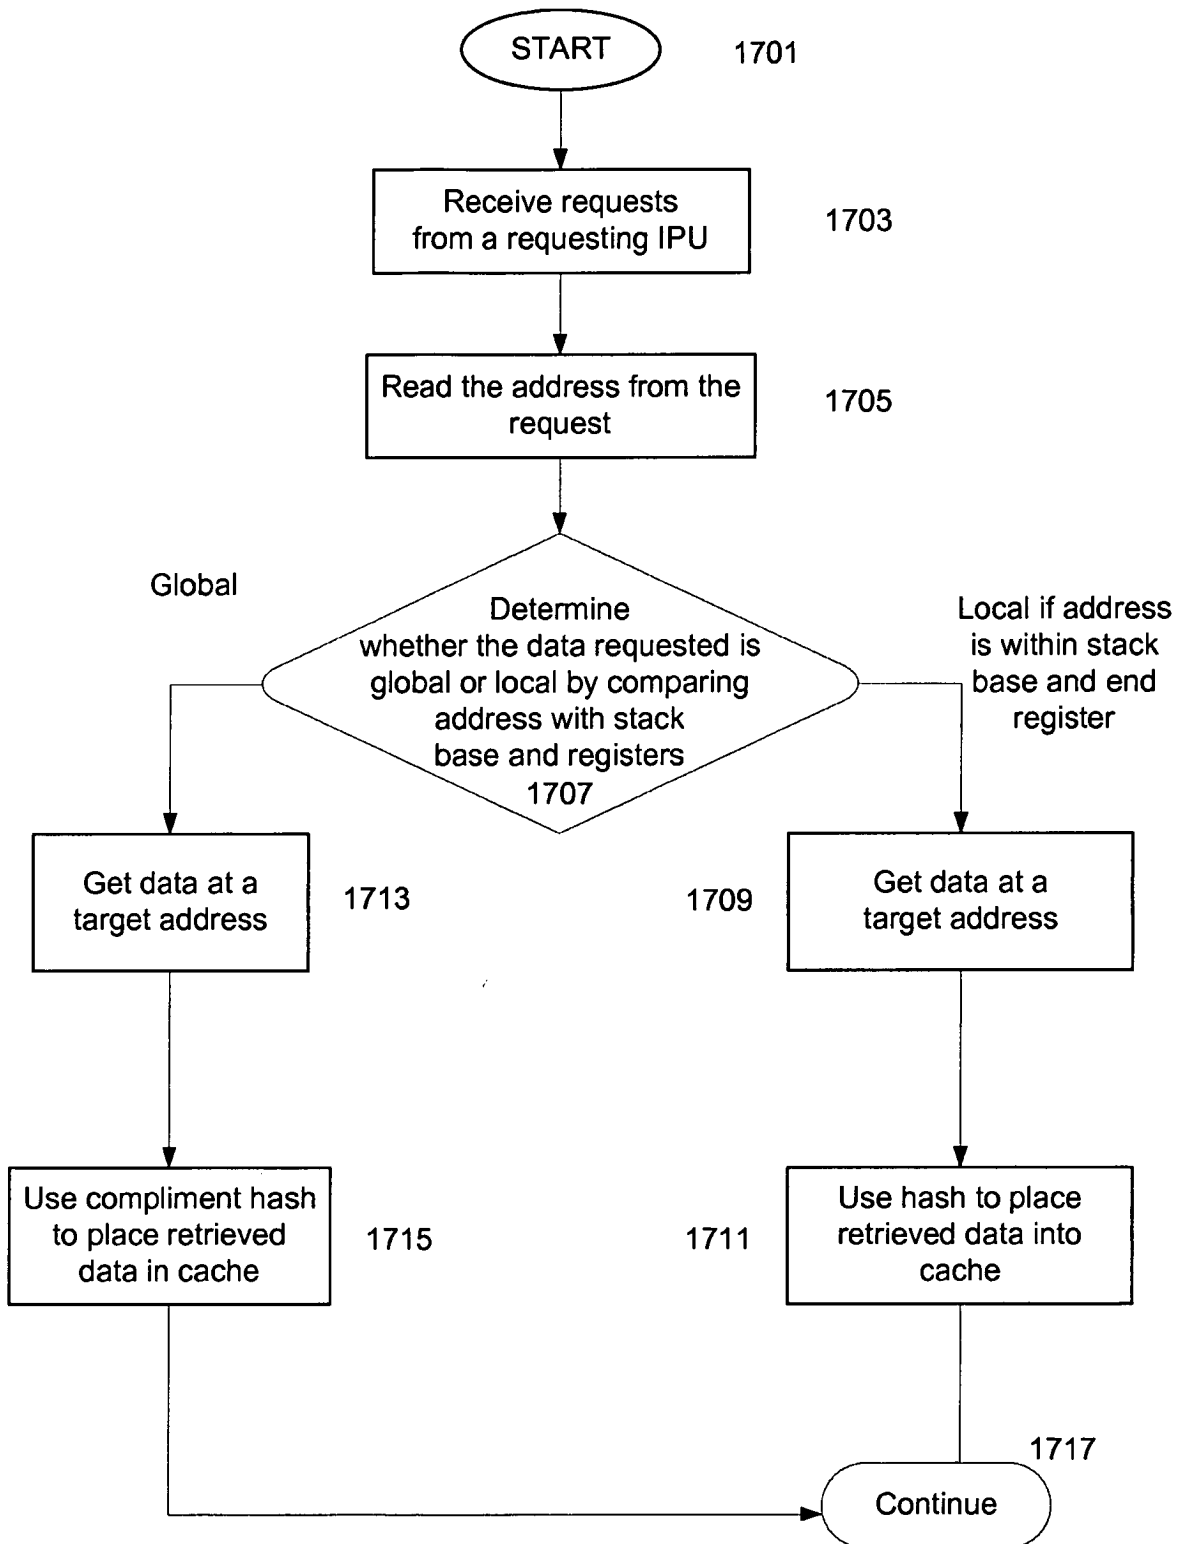 START
1701
Receive requests
from a requesting IPU
1703
Read the address from the
request
1705
Global
Determine
whether the data requested is
global or local by comparing
address with stack
base and registers
1707
Local if address
is within stack
base and end
register
Get data at a
target address
1713
1709
Get data at a
target address
Use compliment hash
to place retrieved
data in cache
1715
1711
Use hash to place
retrieved data into
cache
1717
Continue